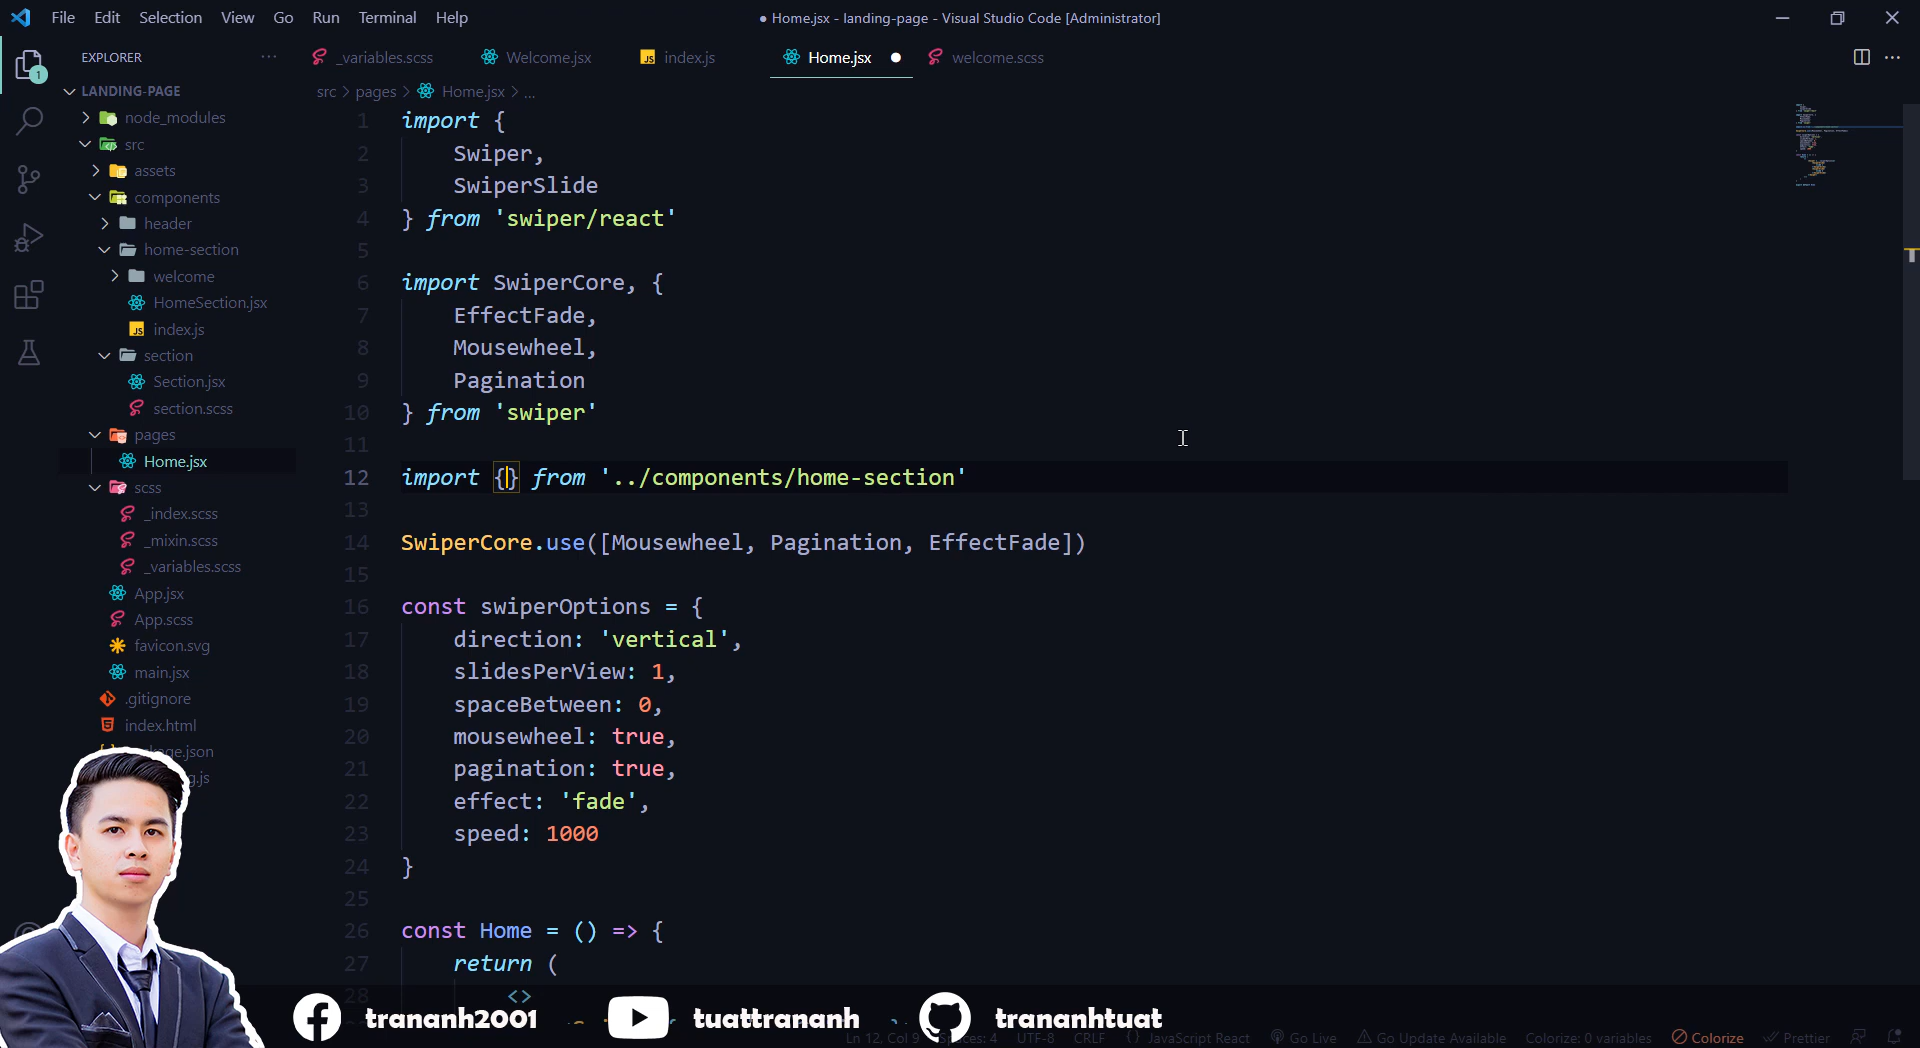 File Edit Selection View Go Run Terminal Help
● Home.jsx - landing-page - Visual Studio Code [Administrator]
1
EXPLORER
_variables.scss
Welcome.jsx
JS index.js
Home.jsx
welcome.scss
src > pages > Home.jsx > ...
LANDING-PAGE
node_modules
src
assets
components
header
home-section
welcome
HomeSection.jsx
JS index.js
section
Section.jsx
section.scss
pages
Home.jsx
scss
_index.scss
_mixin.scss
_variables.scss
App.jsx
App.scss
favicon.svg
main.jsx
.gitignore
index.html
1 import {
2 Swiper,
3 SwiperSlide
4 } from 'swiper/react'
5
6 import SwiperCore, {
7 EffectFade,
8 Mousewheel,
9 Pagination
10 } from 'swiper'
11
12 import {} from '../components/home-section'
13
14 SwiperCore.use([Mousewheel, Pagination, EffectFade])
15
16 const swiperOptions = {
17 direction: 'vertical',
18 slidesPerView: 1,
19 spaceBetween: 0,
20 mousewheel: true,
21 pagination: true,
22 effect: 'fade',
23 speed: 1000
24 }
25
26 const Home = () => {
27 return (
28 <>
trananh2001
tuattrananh
trananhtuat
Ln 12, Col 9 Spaces: 4 UTF-8 CRLF {} JavaScript React Go Live Go Update Available Colorize: 0 variables Colorize Prettier